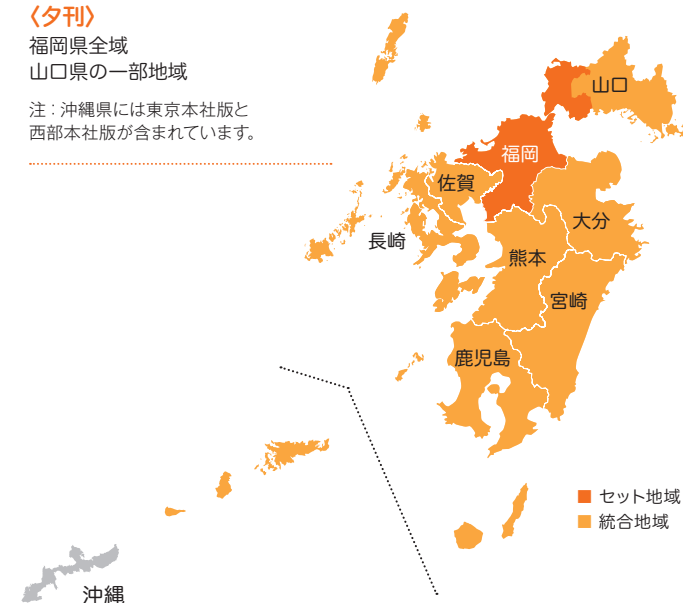 〈夕刊〉
福岡県全域
山口県の一部地域
注：沖縄県には東京本社版と
西部本社版が含まれています。
山口
福岡
佐賀
大分
長崎
熊本
宮崎
鹿児島
セット地域
統合地域
沖縄